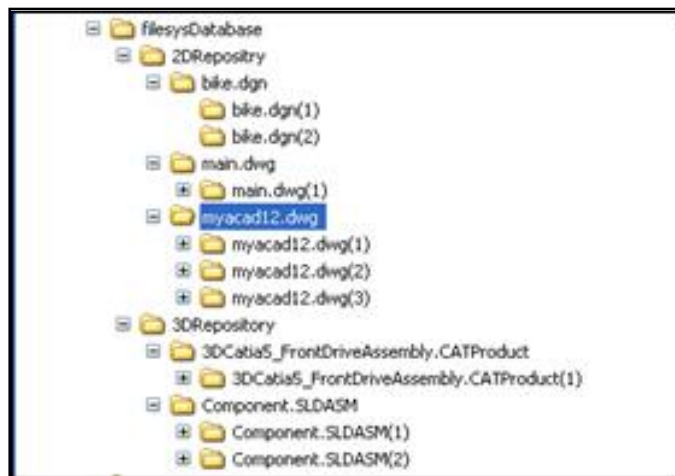 filesysDatabase
2DRepositry
bike.dgn
bike.dgn(1)
bike.dgn(2)
main.dwg
main.dwg(1)
myacad12.dwg
myacad12.dwg(1)
myacad12.dwg(2)
myacad12.dwg(3)
3DRepository
3DCatia5_FrontDriveAssembly.CATProduct
3DCatia5_FrontDriveAssembly.CATProduct(1)
Component.SLDASM
Component.SLDASM(1)
Component.SLDASM(2)